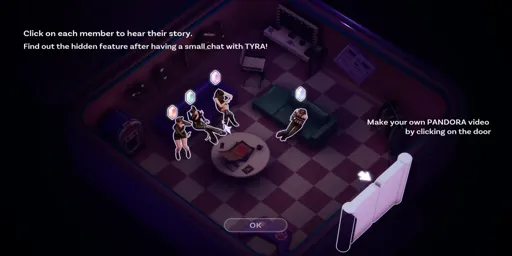 Click on each member to hear their story.
Find out the hidden feature after having a small chat with TYRA!
Make your own PANDORA video
by clicking on the door
OK